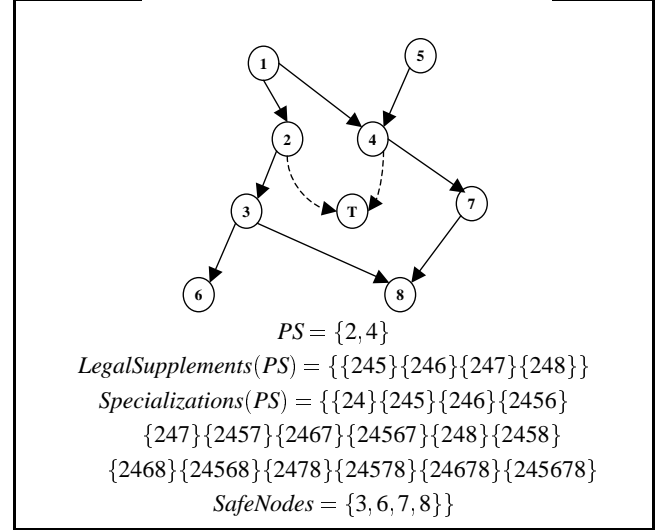 1
5
2
4
3
T
7
6
8
PS = {2,4}
LegalSupplements(PS) = {{245}{246}{247}{248}}
Specializations(PS) = {{24}{245}{246}{2456}
{247}{2457}{2467}{24567}{248}{2458}
{2468}{24568}{2478}{24578}{24678}{245678}
SafeNodes = {3,6,7,8}}